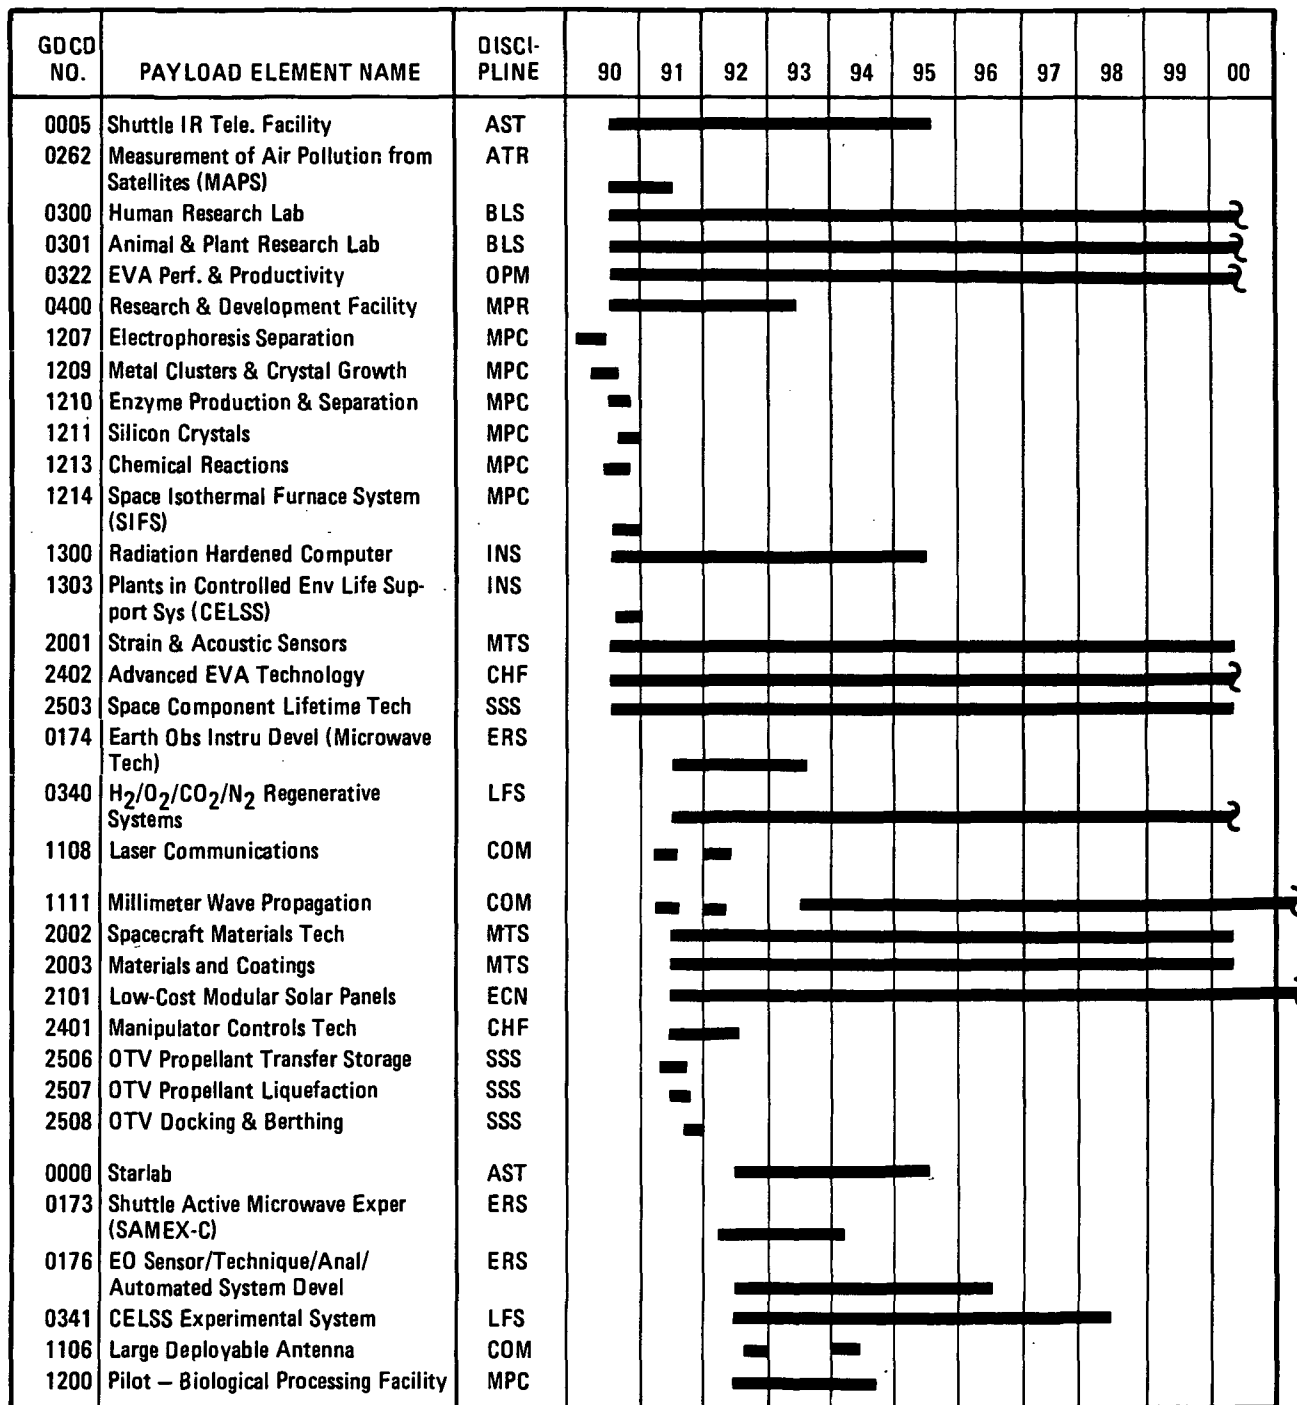 GDCD NO. PAYLOAD ELEMENT NAME DISCI-PLINE 90 91 92 93 94 95 96 97 98 99 00
0005 Shuttle IR Tele. Facility AST
0262 Measurement of Air Pollution from ATR
Satellites (MAPS)
0300 Human Research Lab BLS
0301 Animal & Plant Research Lab BLS
0322 EVA Perf. & Productivity OPM
0400 Research & Development Facility MPR
1207 Electrophoresis Separation MPC
1209 Metal Clusters & Crystal Growth MPC
1210 Enzyme Production & Separation MPC
1211 Silicon Crystals MPC
1213 Chemical Reactions MPC
1214 Space Isothermal Furnace System MPC
(SIFS)
1300 Radiation Hardened Computer INS
1303 Plants in Controlled Env Life Sup- INS
port Sys (CELSS)
2001 Strain & Acoustic Sensors MTS
2402 Advanced EVA Technology CHF
2503 Space Component Lifetime Tech SSS
0174 Earth Obs Instru Devel (Microwave ERS
Tech)
0340 H2/O2/CO2/N2 Regenerative LFS
Systems
1108 Laser Communications COM
1111 Millimeter Wave Propagation COM
2002 Spacecraft Materials Tech MTS
2003 Materials and Coatings MTS
2101 Low-Cost Modular Solar Panels ECN
2401 Manipulator Controls Tech CHF
2506 OTV Propellant Transfer Storage SSS
2507 OTV Propellant Liquefaction SSS
2508 OTV Docking & Berthing SSS
0000 Starlab AST
0173 Shuttle Active Microwave Exper ERS
(SAMEX-C)
0176 EO Sensor/Technique/Anal/ ERS
Automated System Devel
0341 CELSS Experimental System LFS
1106 Large Deployable Antenna COM
1200 Pilot — Biological Processing Facility MPC